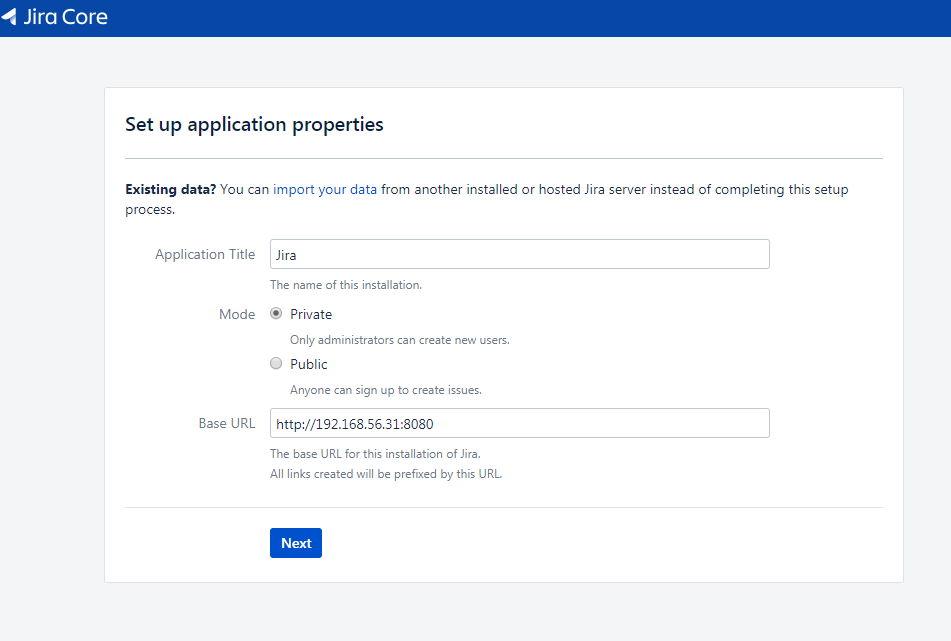 Jira Core
Set up application properties
Existing data? You can import your data from another installed or hosted Jira server instead of completing this setup
process.
Application Title Jira
The name of this installation.
Mode Private
Only administrators can create new users.
Public
Anyone can sign up to create issues.
Base URL http://192.168.56.31:8080
The base URL for this installation of Jira.
All links created will be prefixed by this URL.
Next